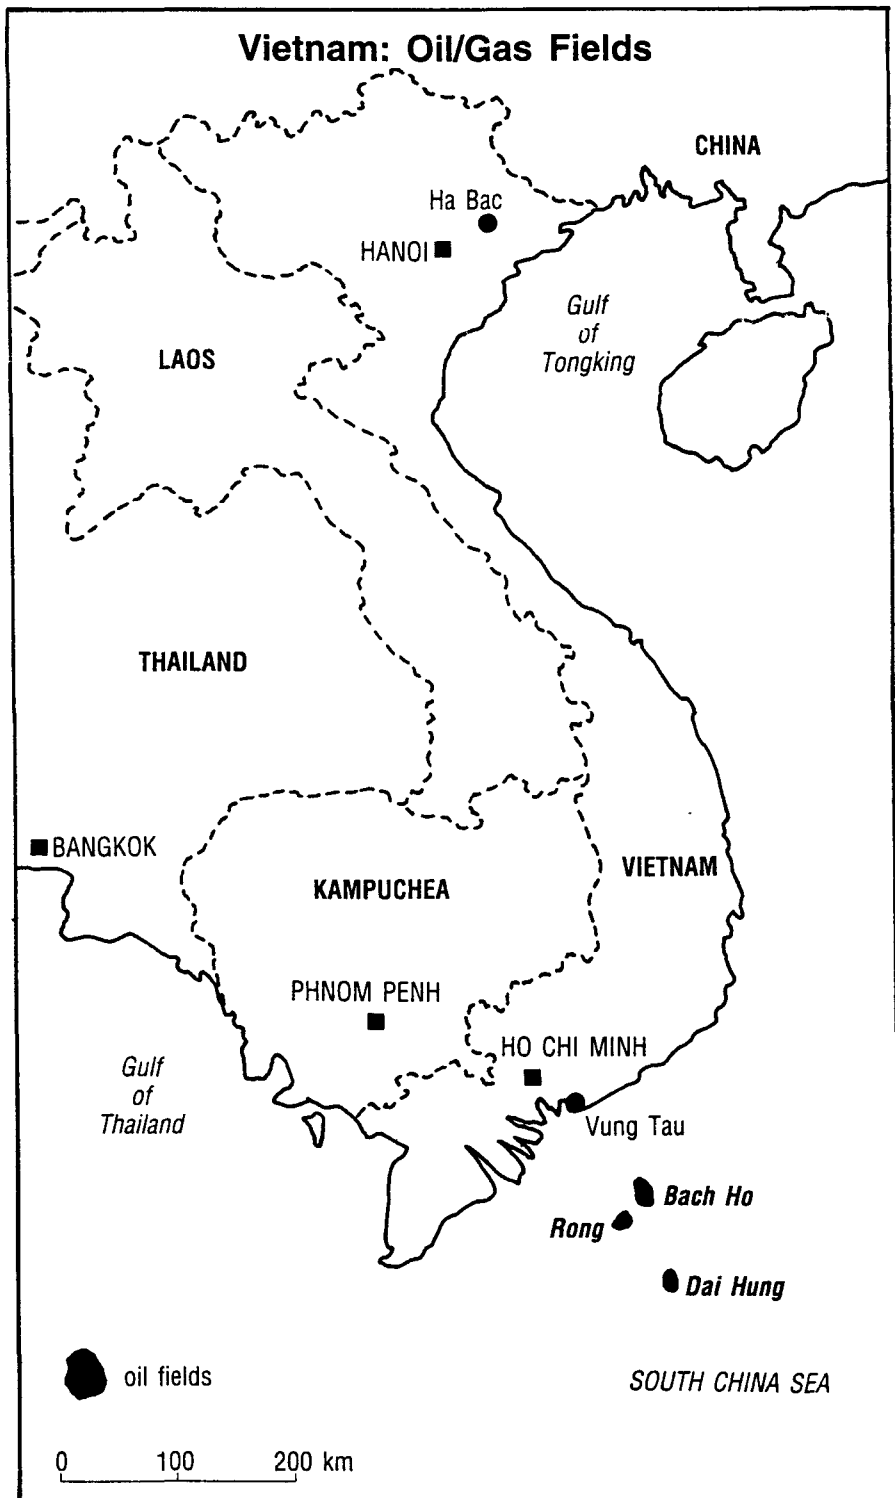 Vietnam: Oil/Gas Fields
CHINA
Ha Bac
HANOI
Gulf
of
Tongking
LAOS
THAILAND
BANGKOK
VIETNAM
KAMPUCHEA
PHNOM PENH
HO CHI MINH
Gulf
of
Thailand
Vung Tau
Bach Ho
Rong
Dai Hung
oil fields
SOUTH CHINA SEA
0 100 200 km